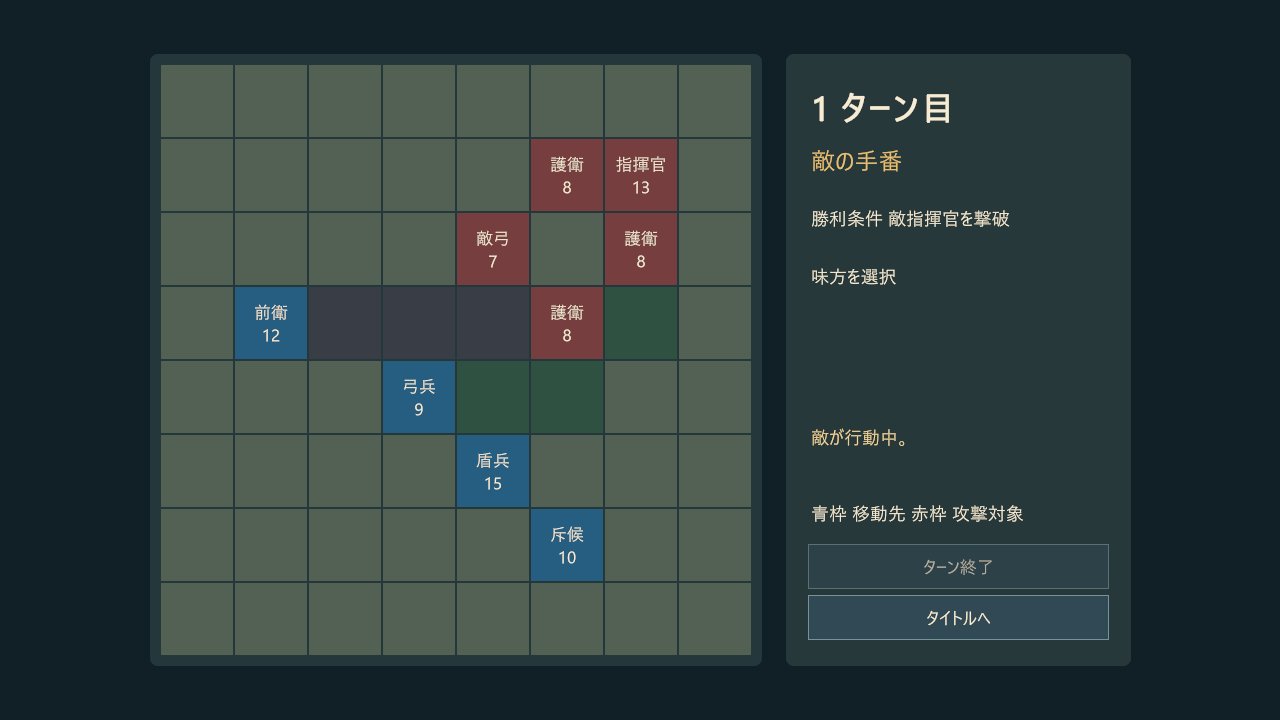 護衛
8
指揮官
13
敵弓
7
護衛
8
前衛
12
護衛
8
弓兵
9
盾兵
15
斥候
10
1 ターン目
敵の手番
勝利条件 敵指揮官を撃破
味方を選択
敵が行動中。
青枠 移動先 赤枠 攻撃対象
ターン終了
タイトルへ